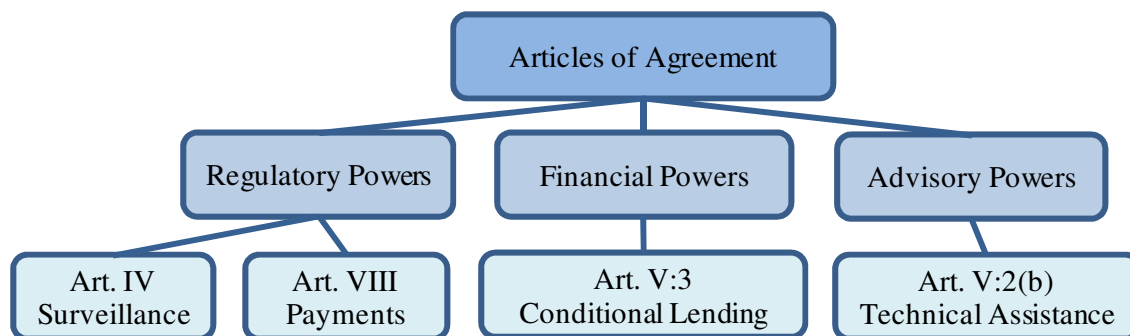 Articles of Agreement
Regulatory Powers
Financial Powers
Advisory Powers
Art. IV
Surveillance
Art. VIII
Payments
Art. V:3
Conditional Lending
Art. V:2(b)
Technical Assistance